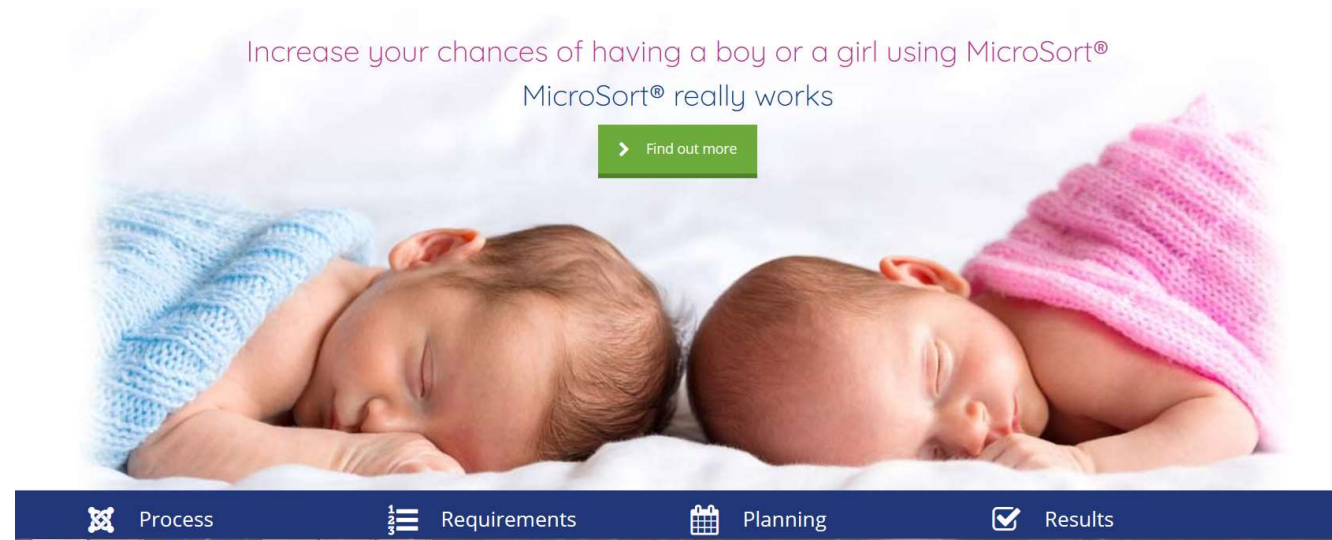 Increase your chances of having a boy or a girl using MicroSort®
MicroSort® really works
Find out more
Process
Requirements
Planning
Results